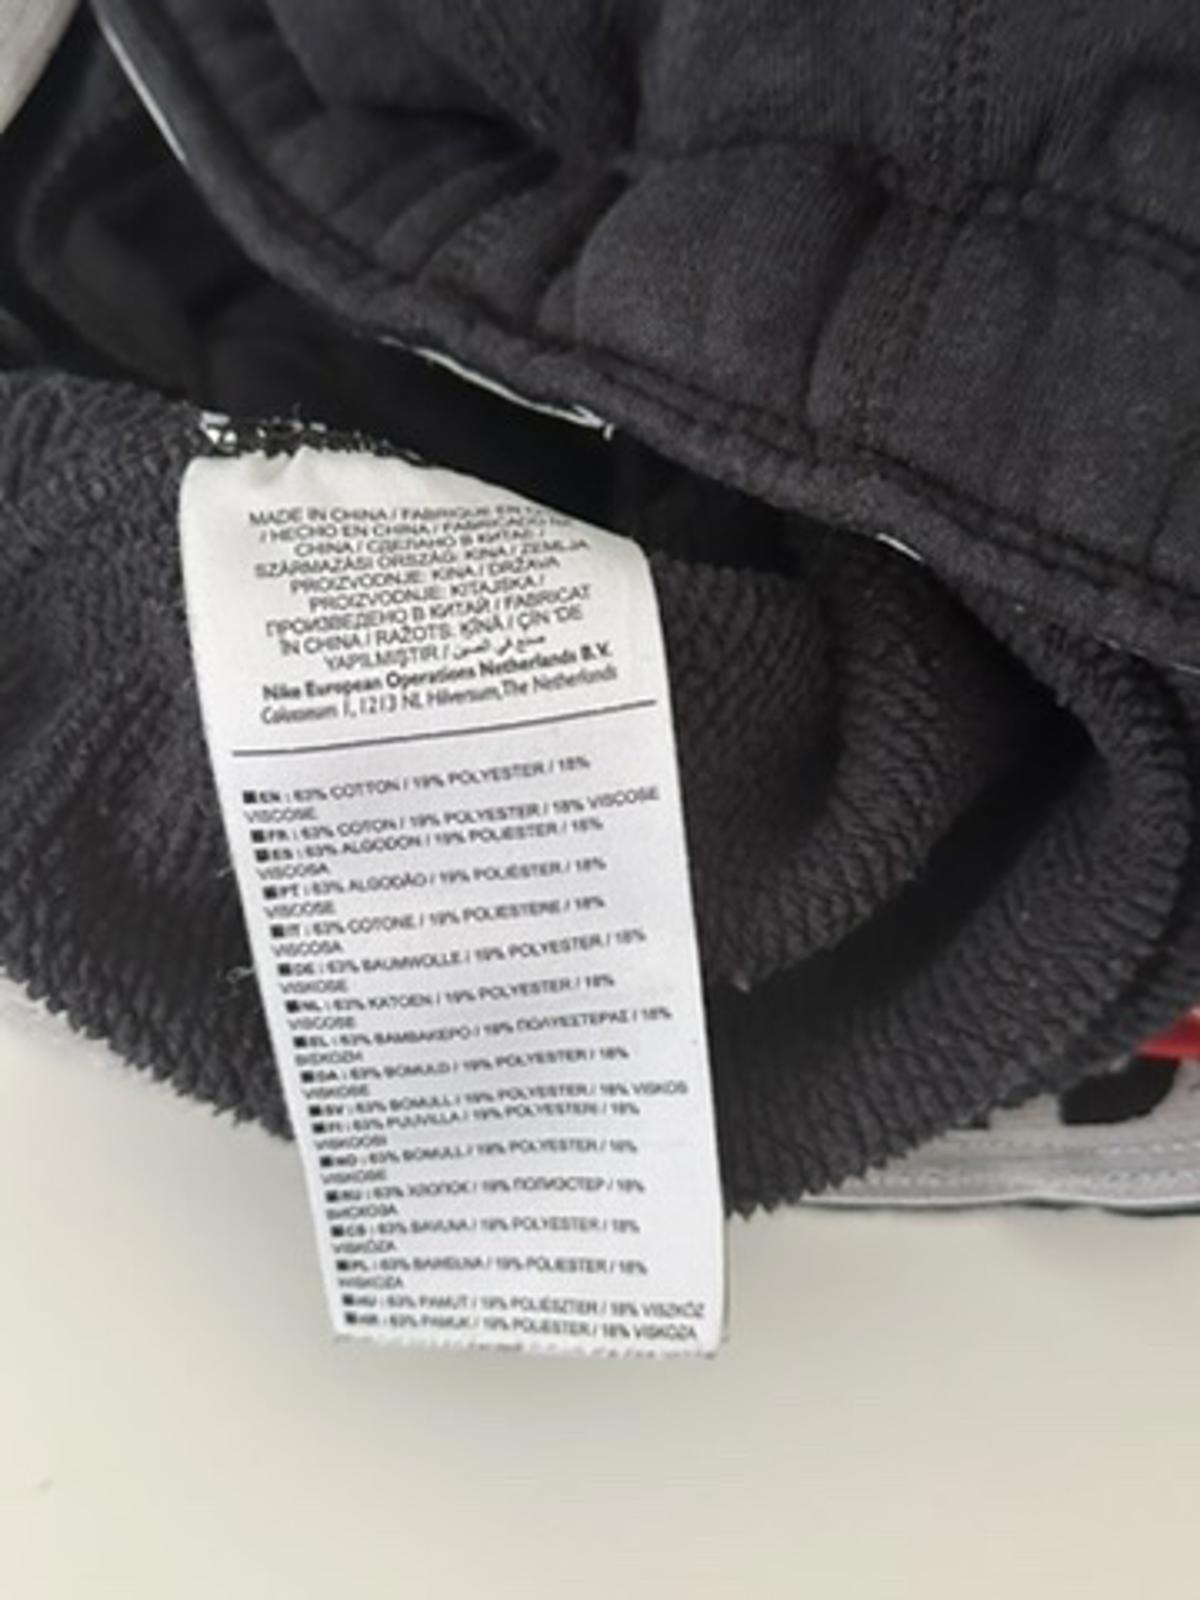 MADE IN CHINA / FABRIQUE EN
/ HECHO EN CHINA / FABRICADO NA
CHINA / СДЕЛАНО В КИТАЕ /
SZÁRMAZÁSI ORSZÁG: KÍNA / ZEMLJA
PROIZVODNJE: KINA / DRŽAVA
PROIZVODNJE: KITAJSKA /
ПРОИЗВЕДЕНО В КИТАЙ / FABRICAT
ÎN CHINA / RAŽOTS: ĶĪNĀ / ÇİN 'DE
YAPILMIŞTIR / صنع في الصين
Nike European Operations Netherlands B.V.
Colosseum 1, 1213 NL Hilversum, The Netherlands
EN : 63% COTTON / 19% POLYESTER / 18%
VISCOSE
FR : 63% COTON / 19% POLYESTER / 18% VISCOSE
ES : 63% ALGODON / 19% POLIESTER / 18%
VISCOSA
PT : 63% ALGODÃO / 19% POLIÉSTER / 18%
VISCOSE
IT : 63% COTONE / 19% POLIESTERE / 18%
VISCOSA
DE : 63% BAUMWOLLE / 19% POLYESTER / 18%
VISKOSE
NL : 63% KATOEN / 19% POLYESTER / 18%
VISCOSE
EL : 63% ΒΑΜΒΑΚΕΡΟ / 19% ΠΟΛΥΕΣΤΕΡΑΣ / 18%
ΒΙΣΚΟΖΗ
DA : 63% BOMULD / 19% POLYESTER / 18%
VISKOSE
SV : 63% BOMULL / 19% POLYESTER / 18% VISKOS
FI : 63% PUUVILLA / 19% POLYESTERI / 18%
VISKOOSI
NO : 63% BOMULL / 19% POLYESTER / 18%
VISKOSE
RU : 63% ХЛОПОК / 19% ПОЛИЭСТЕР / 18%
ВИСКОЗА
CS : 63% BAVLNA / 19% POLYESTER / 18%
VISKÓZA
PL : 63% BAWEŁNA / 19% POLIESTER / 18%
WISKOZA
HU : 63% PAMUT / 19% POLIÉSZTER / 18% VISZKÓZ
HR : 63% PAMUK / 19% POLIESTER / 18% VISKOZA